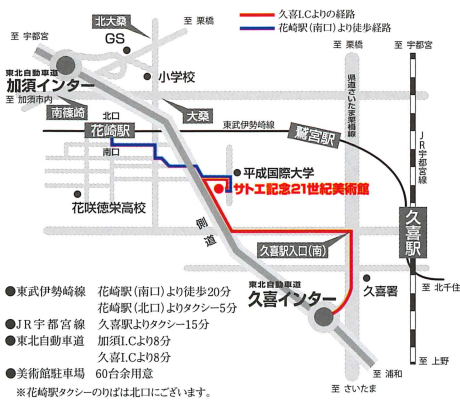 北大桑
至 栗橋
久喜I.Cよりの経路
花崎駅(南口)より徒歩経路
至 宇都宮
GS
至 栗橋
至 宇都宮
東北自動車道
加須インター
小学校
至 加須市内
南篠崎
北口
大桑
県道さいたま栗橋線
JR宇都宮線
花崎駅
東武伊勢崎線
鷲宮駅
南口
平成国際大学
サトエ記念21世紀美術館
花咲徳栄高校
側道
久喜駅入口(南)
久喜駅
東北自動車道
久喜インター
久喜署
至 北千住
●東武伊勢崎線 花崎駅(南口)より徒歩20分
花崎駅(北口)よりタクシー5分
●JR宇都宮線 久喜駅よりタクシー15分
●東北自動車道 加須I.Cより8分
久喜I.Cより8分
●美術館駐車場 60台余用意
※花崎駅タクシーのりばは北口にございます。
至 浦和
至 上野
至 さいたま